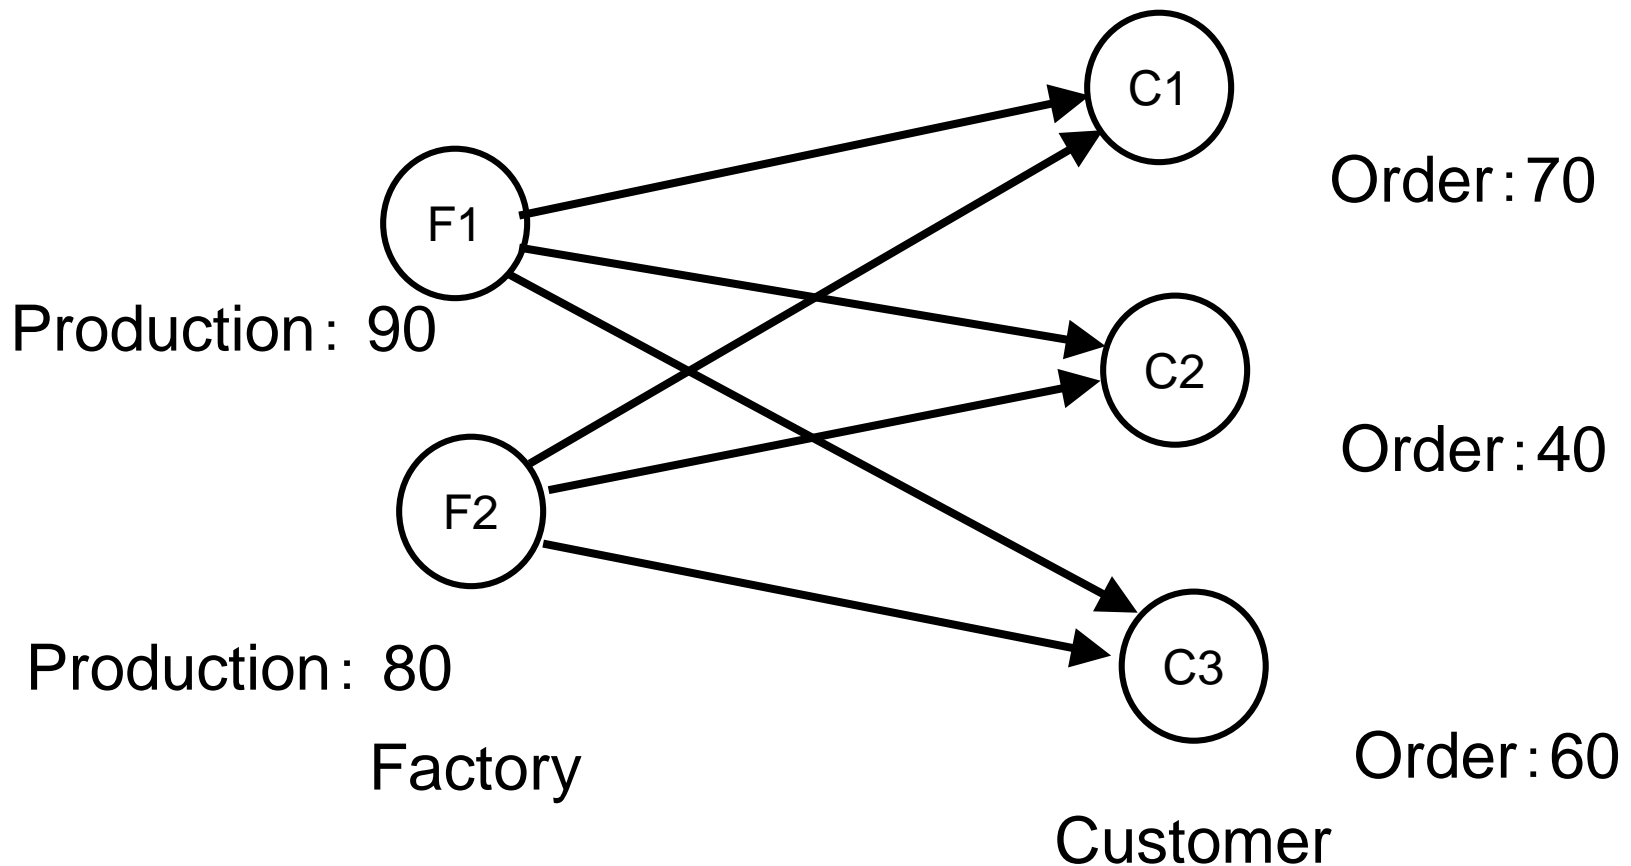 C1
Order:70
F1
Production: 90
C2
Order:40
F2
Production: 80
C3
Order:60
Factory
Customer